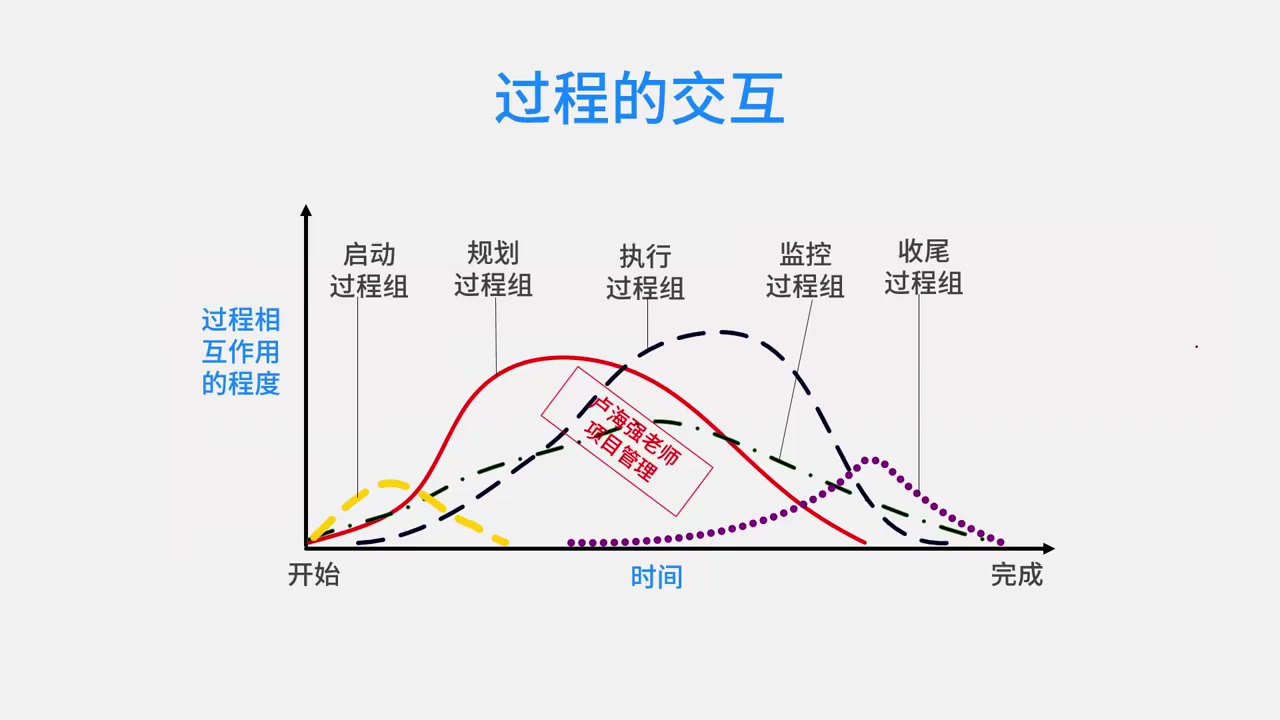 过程的交互
启动
过程组
规划
过程组
执行
过程组
监控
过程组
收尾
过程组
过程相
互作用
的程度
卢海强老师
项目管理
开始
时间
完成